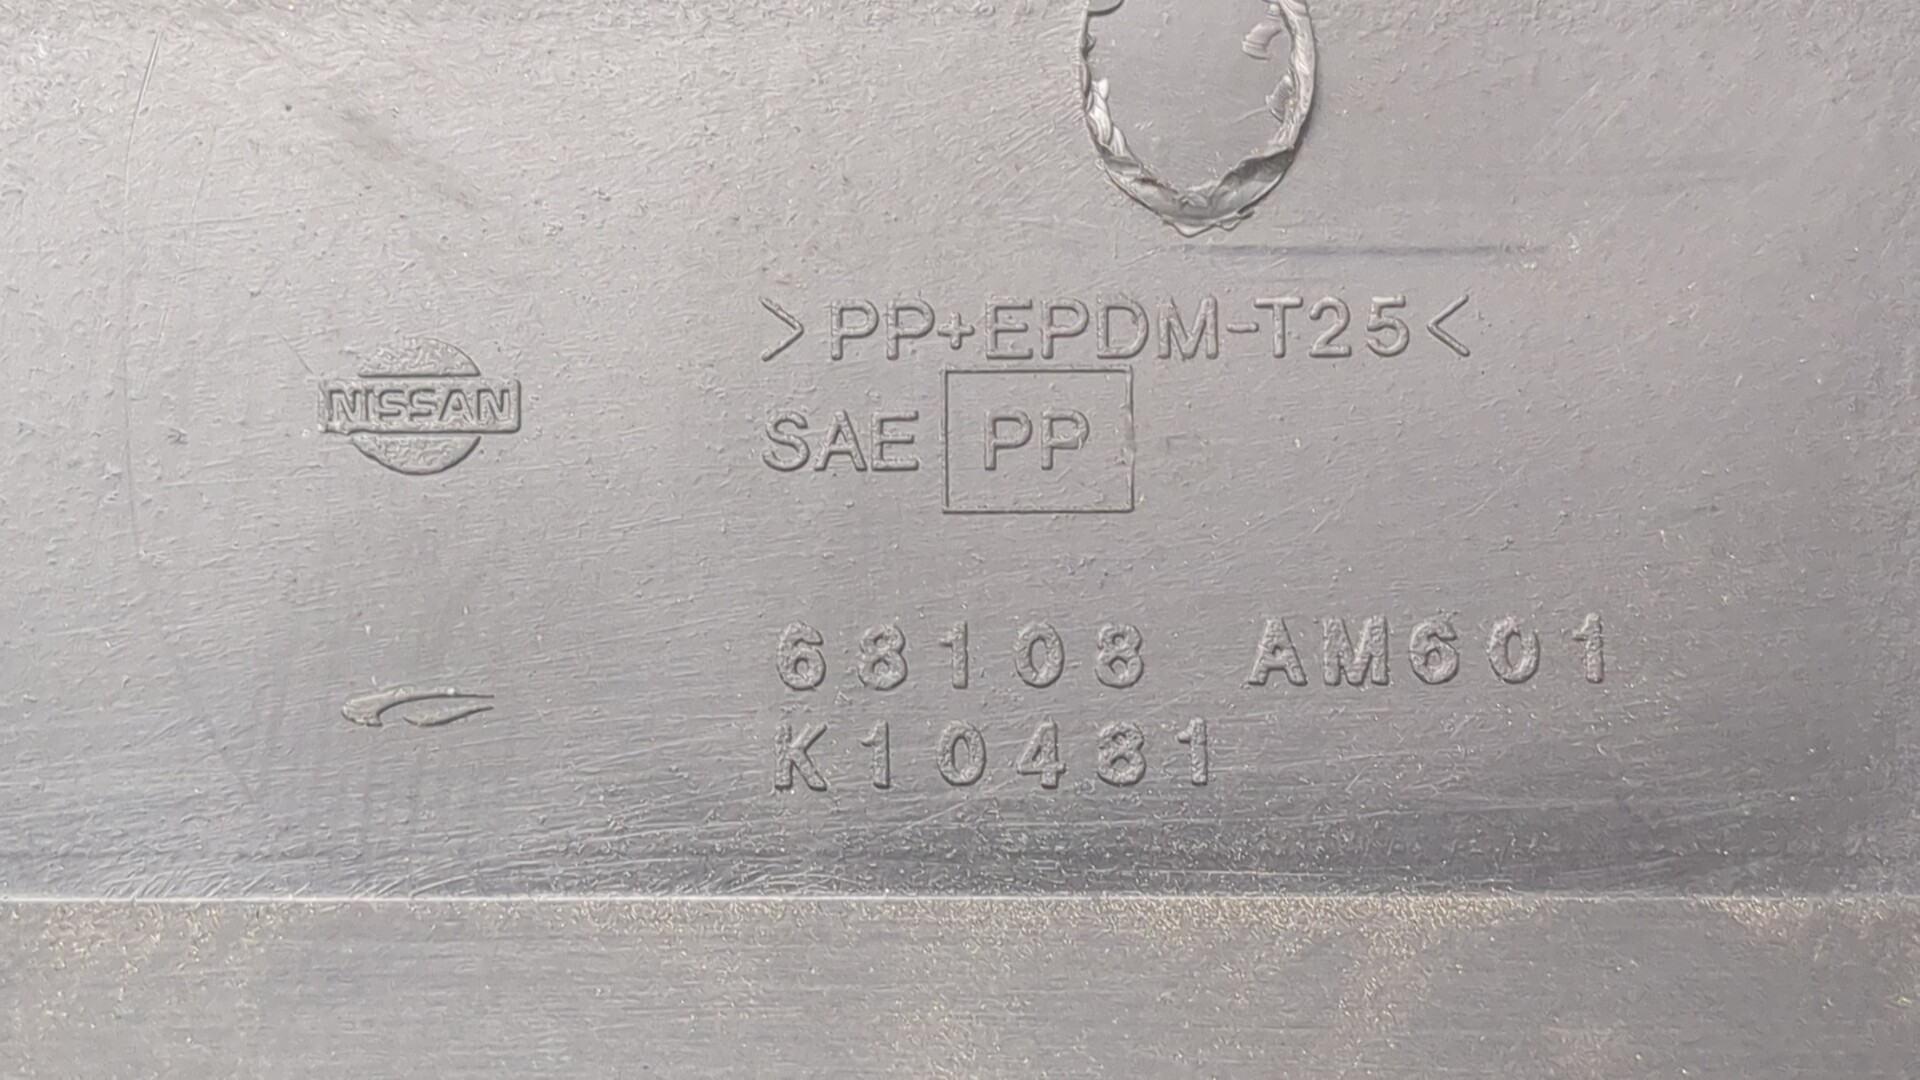 >PP+EPDM-T25<
NISSAN
SAE PP
68108 AM601
K10481